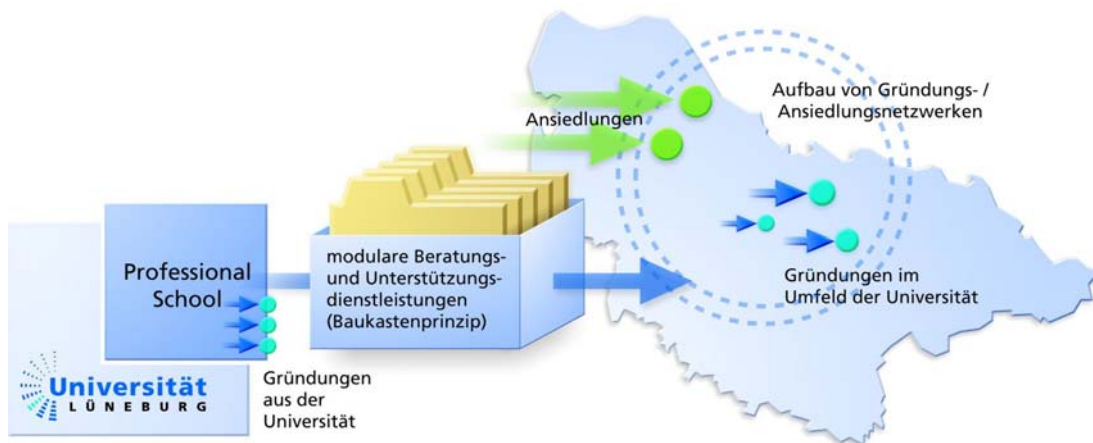 Professional
School
Universität
LÜNEBURG
Gründungen
aus der
Universität
modulare Beratungs-
und Unterstützungs-
dienstleistungen
(Baukastenprinzip)
Ansiedlungen
Aufbau von Gründungs- /
Ansiedlungsnetzwerken
Gründungen im
Umfeld der Universität